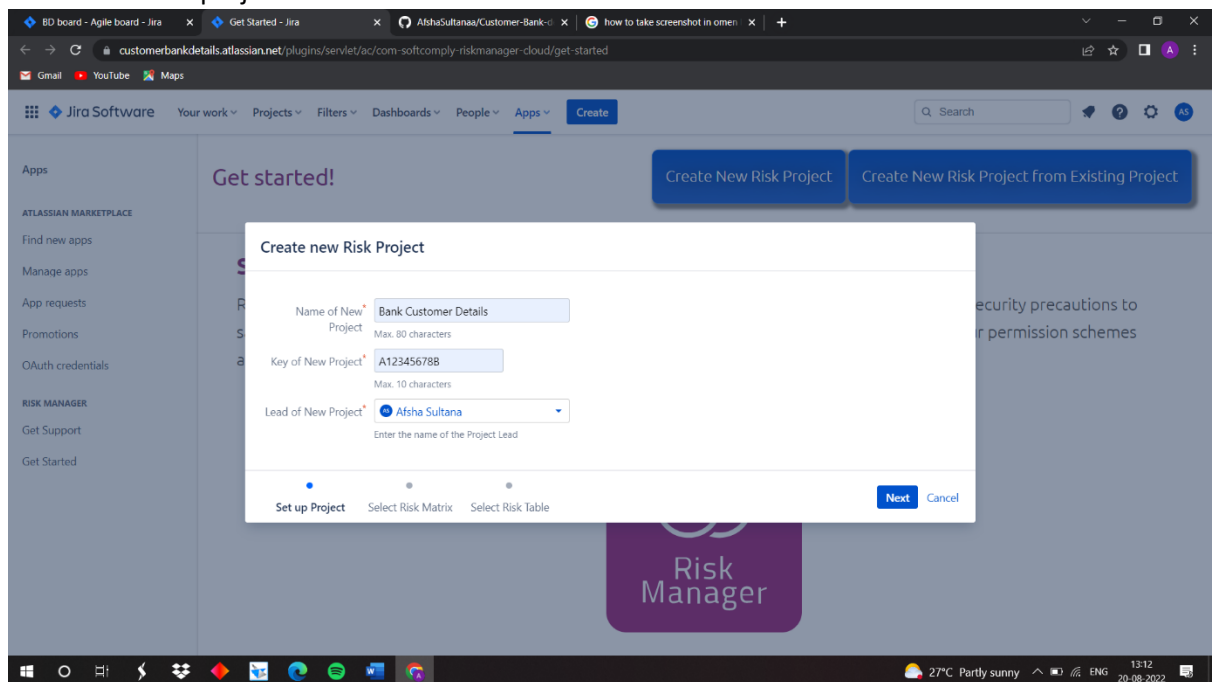 BD board - Agile board - Jira
Get Started - Jira
AfshaSultanaa/Customer-Bank-d
how to take screenshot in omen
customerbankdetails.atlassian.net/plugins/servlet/ac/com-softcomply-riskmanager-cloud/get-started
A
Gmail YouTube Maps
Jira Software Your work Projects Filters Dashboards People Apps Create Search AS
Apps
Get started!
Create New Risk Project Create New Risk Project from Existing Project
ATLASSIAN MARKETPLACE
Find new apps
Manage apps
App requests
Promotions
OAuth credentials
RISK MANAGER
Get Support
Get Started
ecurity precautions to
r permission schemes
Create new Risk Project
Name of New Project* Bank Customer Details
Max. 80 characters
Key of New Project* A12345678B
Max. 10 characters
Lead of New Project* AS Afsha Sultana
Enter the name of the Project Lead
Set up Project Select Risk Matrix Select Risk Table
Next Cancel
Risk
Manager
27°C Partly sunny ENG 13:12
20-08-2022